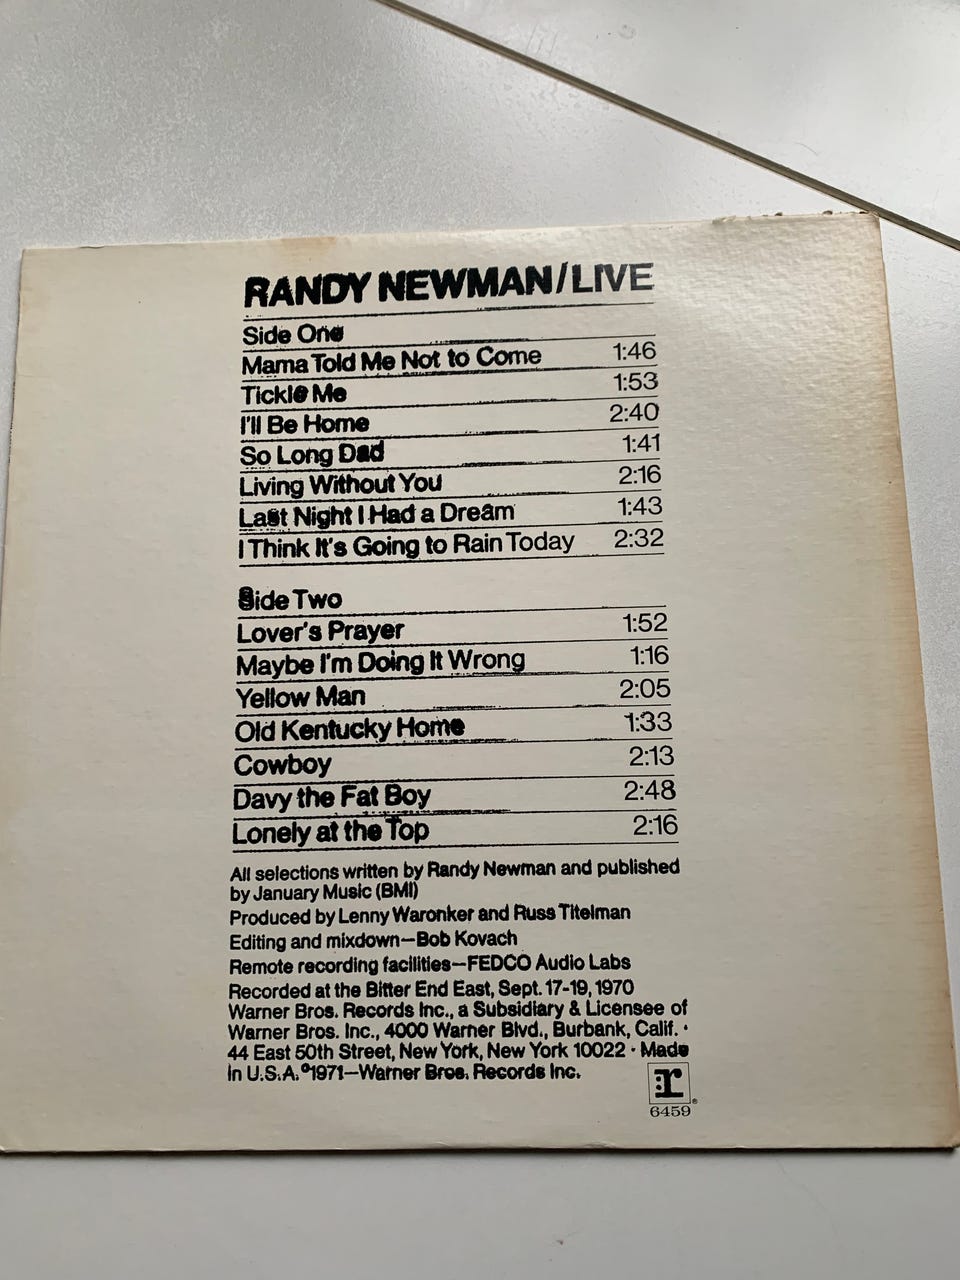 RANDY NEWMAN/LIVE
Side One
Mama Told Me Not to Come 1:46
Tickle Me 1:53
I'll Be Home 2:40
So Long Dad 1:41
Living Without You 2:16
Last Night I Had a Dream 1:43
I Think It's Going to Rain Today 2:32
Side Two
Lover's Prayer 1:52
Maybe I'm Doing It Wrong 1:16
Yellow Man 2:05
Old Kentucky Home 1:33
Cowboy 2:13
Davy the Fat Boy 2:48
Lonely at the Top 2:16
All selections written by Randy Newman and published
by January Music (BMI)
Produced by Lenny Waronker and Russ Titelman
Editing and mixdown—Bob Kovach
Remote recording facilities—FEDCO Audio Labs
Recorded at the Bitter End East, Sept. 17-19, 1970
Warner Bros. Records Inc., a Subsidiary & Licensee of
Warner Bros. Inc., 4000 Warner Blvd., Burbank, Calif. ·
44 East 50th Street, New York, New York 10022 · Made
in U.S.A. ℗1971—Warner Bros. Records Inc.
:r®
6459